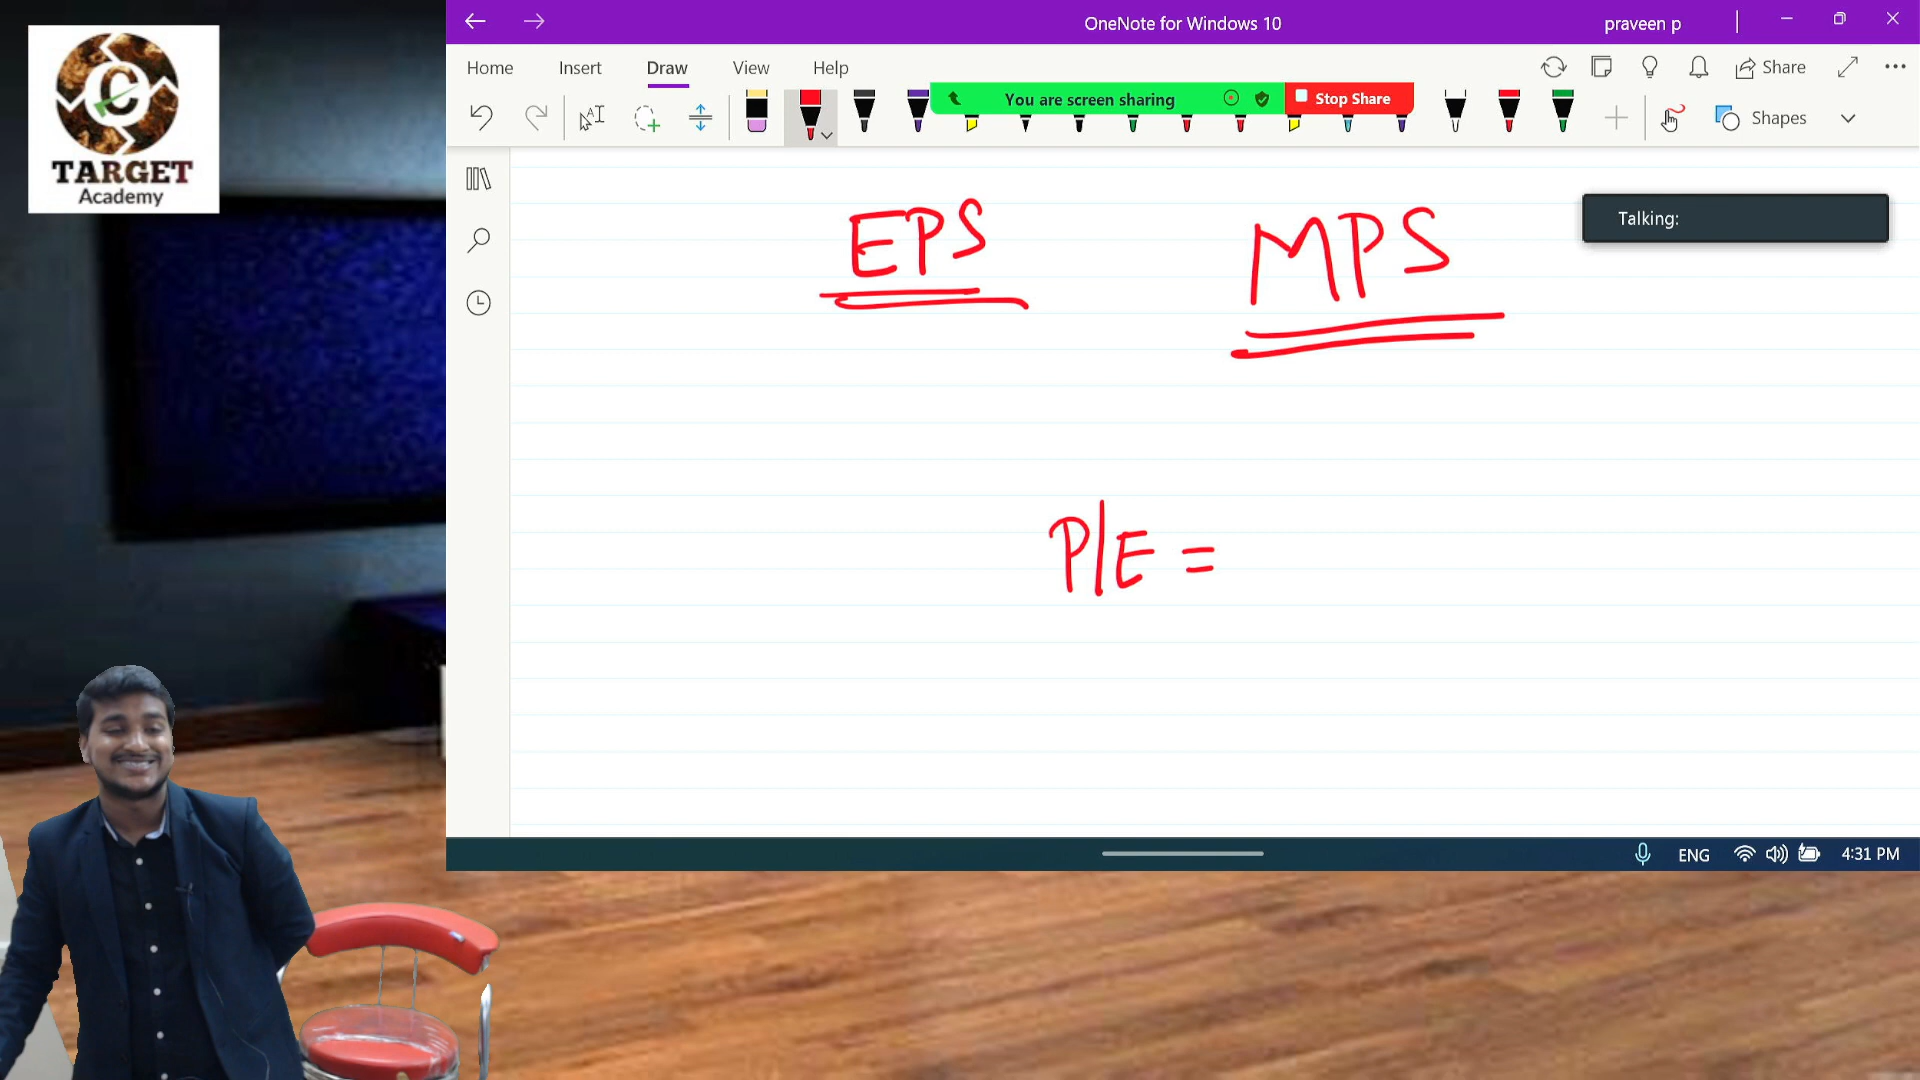 TARGET
Academy
OneNote for Windows 10
praveen p
Home Insert Draw View Help
Share
You are screen sharing
Stop Share
Shapes
Talking:
EPS
MPS
P|E =
ENG
4:31 PM